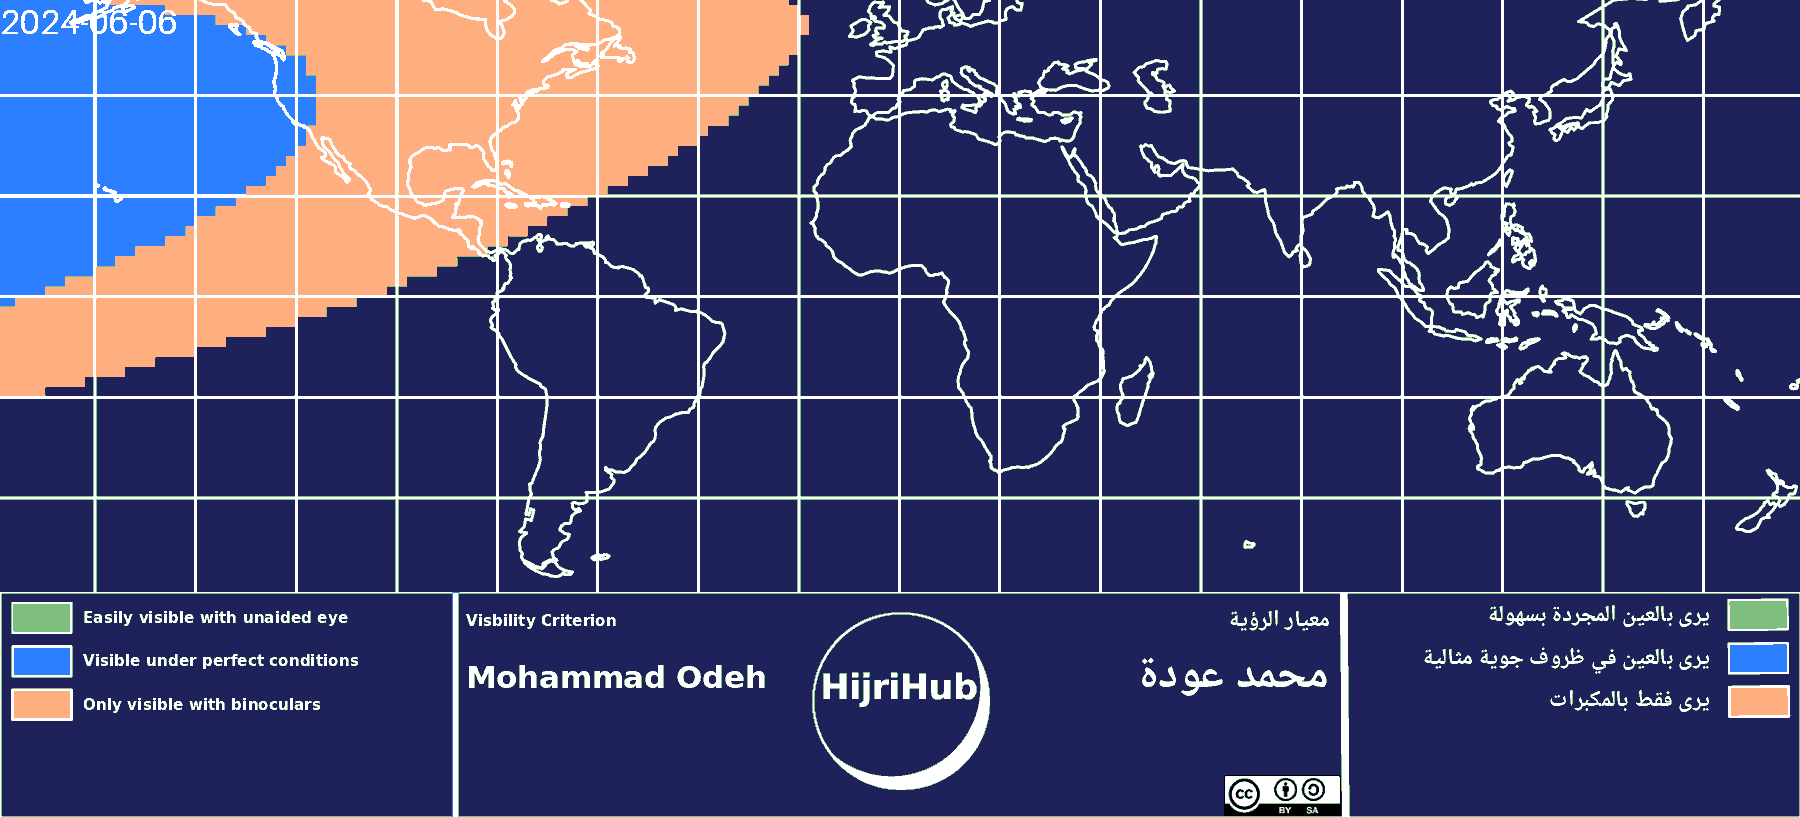 2024-06-06
Easily visible with unaided eye
Visible under perfect conditions
Only visible with binoculars
Visbility Criterion
Mohammad Odeh
HijriHub
معيار الرؤية
محمد عودة
cc
BY SA
يرى بالعين المجردة بسهولة
يرى بالعين في ظروف جوية مثالية
يرى فقط بالمكبرات